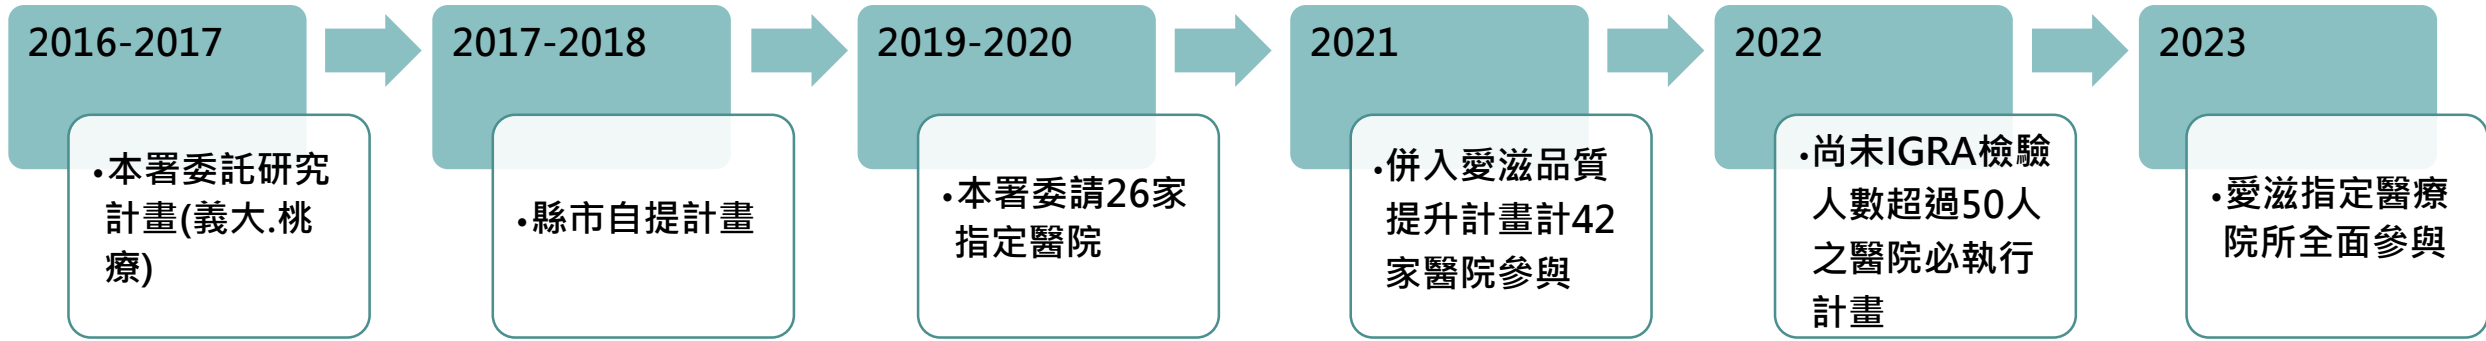 2016-2017
•本署委託研究
計畫(義大.桃
療)
2017-2018
•縣市自提計畫
2019-2020
•本署委請26家
指定醫院
2021
•併入愛滋品質
提升計畫計42
家醫院參與
2022
•尚未IGRA檢驗
人數超過50人
之醫院必執行
計畫
2023
•愛滋指定醫療
院所全面參與